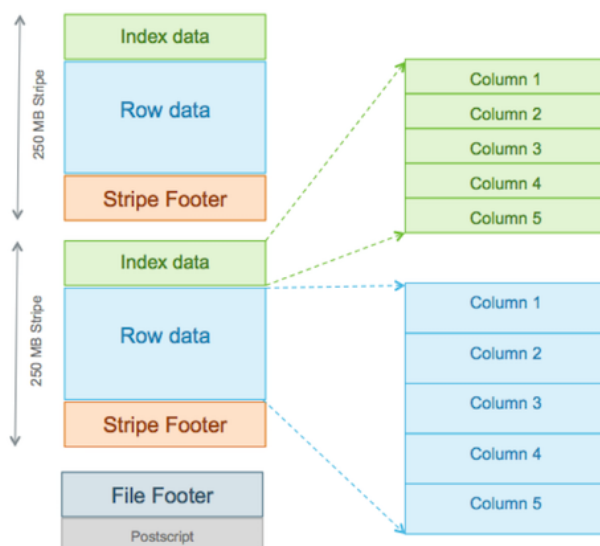 250 MB Stripe
Index data
Row data
Stripe Footer
250 MB Stripe
Index data
Row data
Stripe Footer
File Footer
Postscript
Column 1
Column 2
Column 3
Column 4
Column 5
Column 1
Column 2
Column 3
Column 4
Column 5